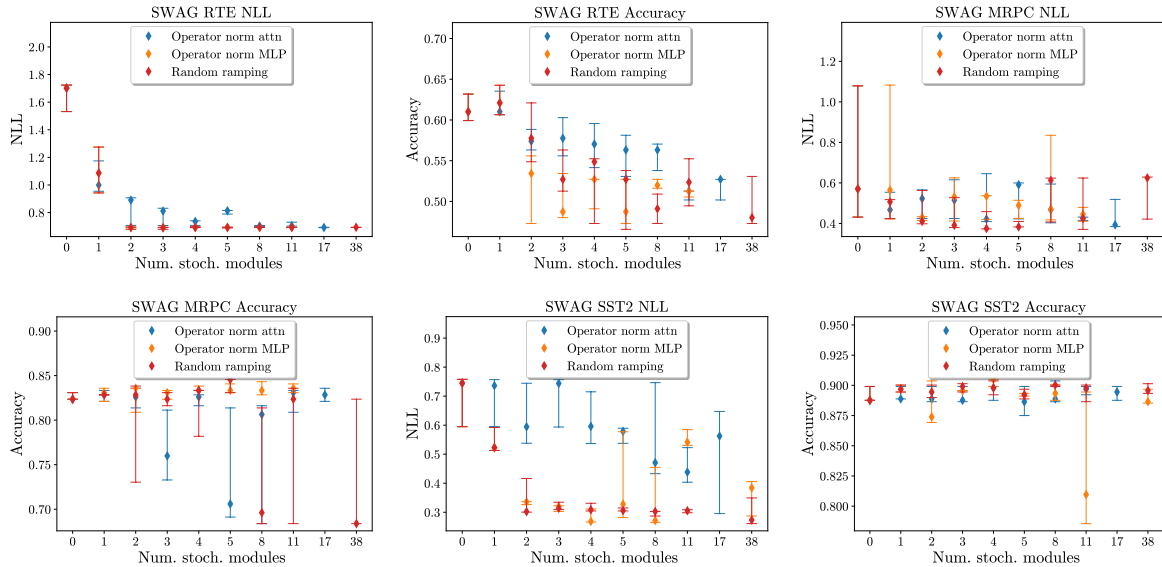 SWAG RTE NLL
Operator norm attn
Operator norm MLP
Random ramping
NLL
2.0
1.8
1.6
1.4
1.2
1.0
0.8
0 1 2 3 4 5 8 11 17 38
Num. stoch. modules
SWAG RTE Accuracy
Operator norm attn
Operator norm MLP
Random ramping
Accuracy
0.70
0.65
0.60
0.55
0.50
0 1 2 3 4 5 8 11 17 38
Num. stoch. modules
SWAG MRPC NLL
Operator norm attn
Operator norm MLP
Random ramping
NLL
1.2
1.0
0.8
0.6
0.4
0 1 2 3 4 5 8 11 17 38
Num. stoch. modules
SWAG MRPC Accuracy
Operator norm attn
Operator norm MLP
Random ramping
Accuracy
0.90
0.85
0.80
0.75
0.70
0 1 2 3 4 5 8 11 17 38
Num. stoch. modules
SWAG SST2 NLL
Operator norm attn
Operator norm MLP
Random ramping
NLL
0.9
0.8
0.7
0.6
0.5
0.4
0.3
0 1 2 3 4 5 8 11 17 38
Num. stoch. modules
SWAG SST2 Accuracy
Operator norm attn
Operator norm MLP
Random ramping
Accuracy
0.950
0.925
0.900
0.875
0.850
0.825
0.800
0 1 2 3 4 5 8 11 17 38
Num. stoch. modules